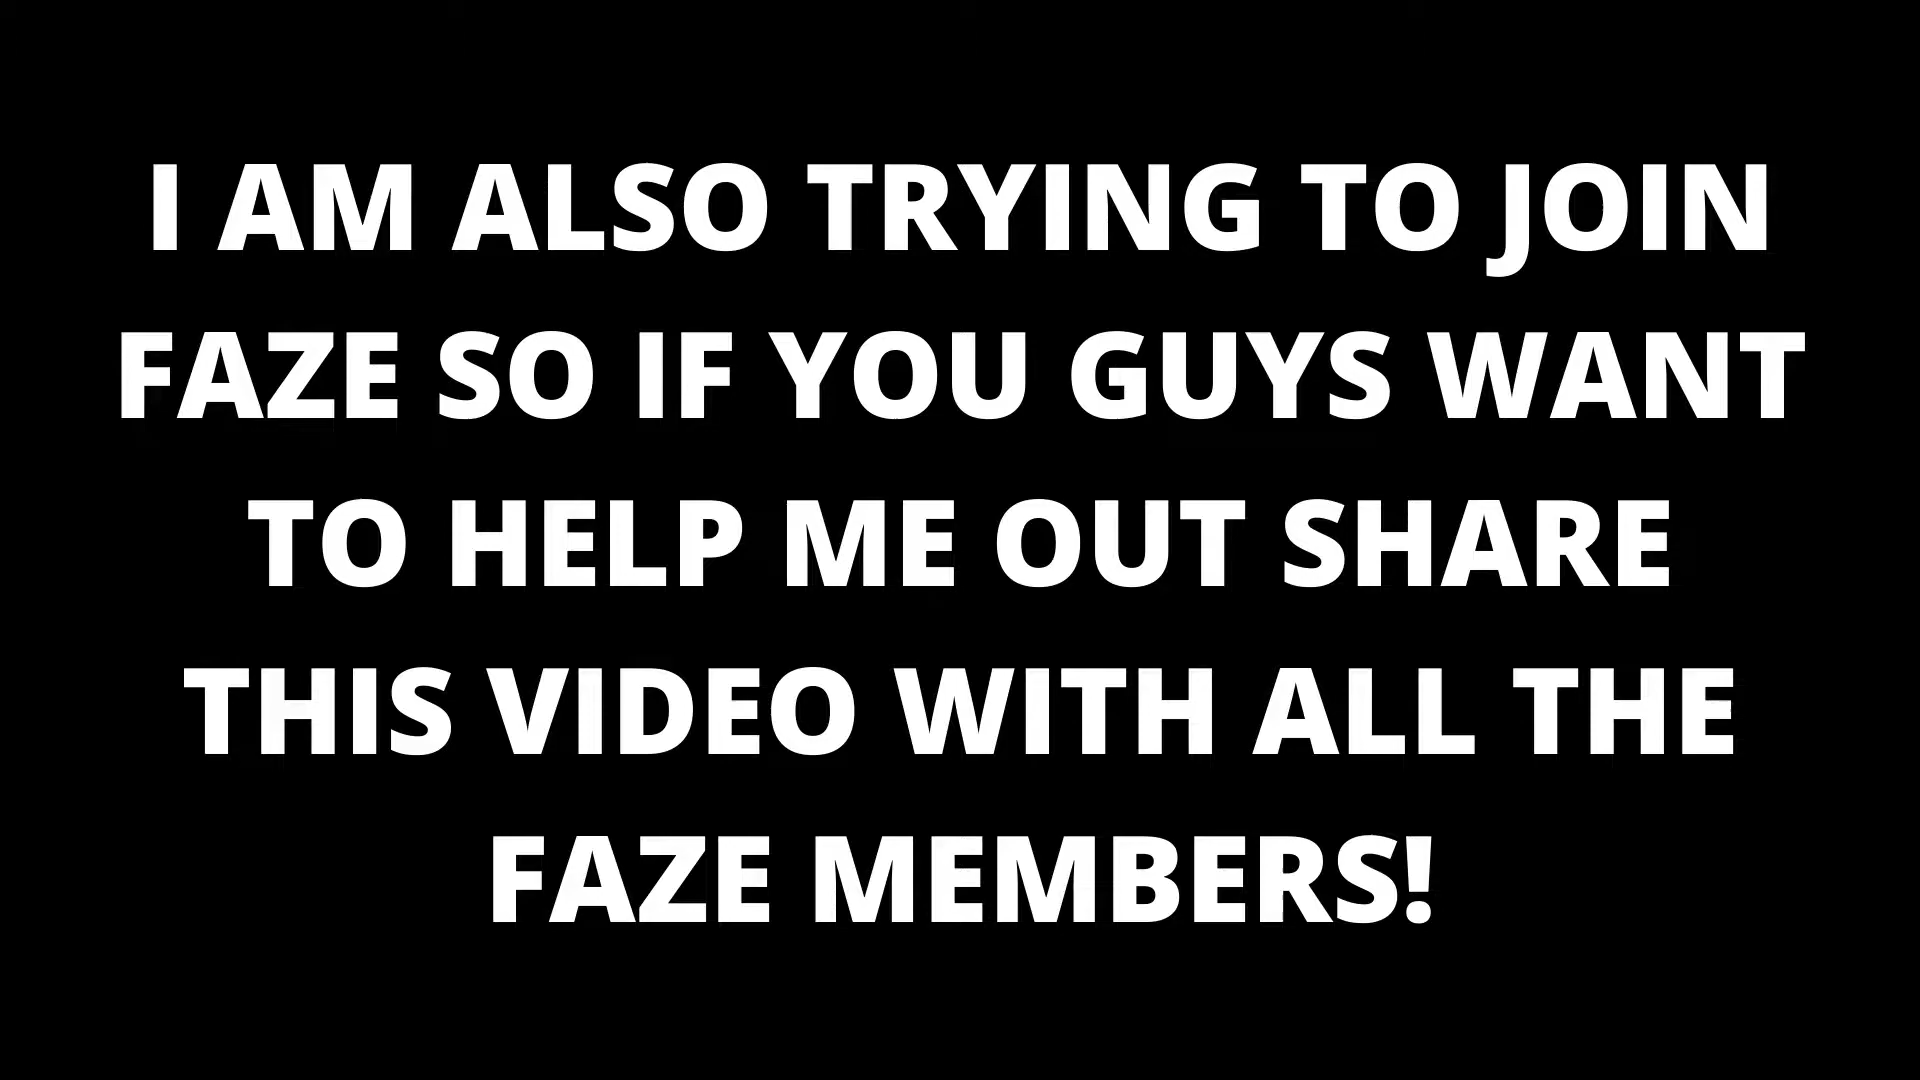 I AM ALSO TRYING TO JOIN
FAZE SO IF YOU GUYS WANT
TO HELP ME OUT SHARE
THIS VIDEO WITH ALL THE
FAZE MEMBERS!